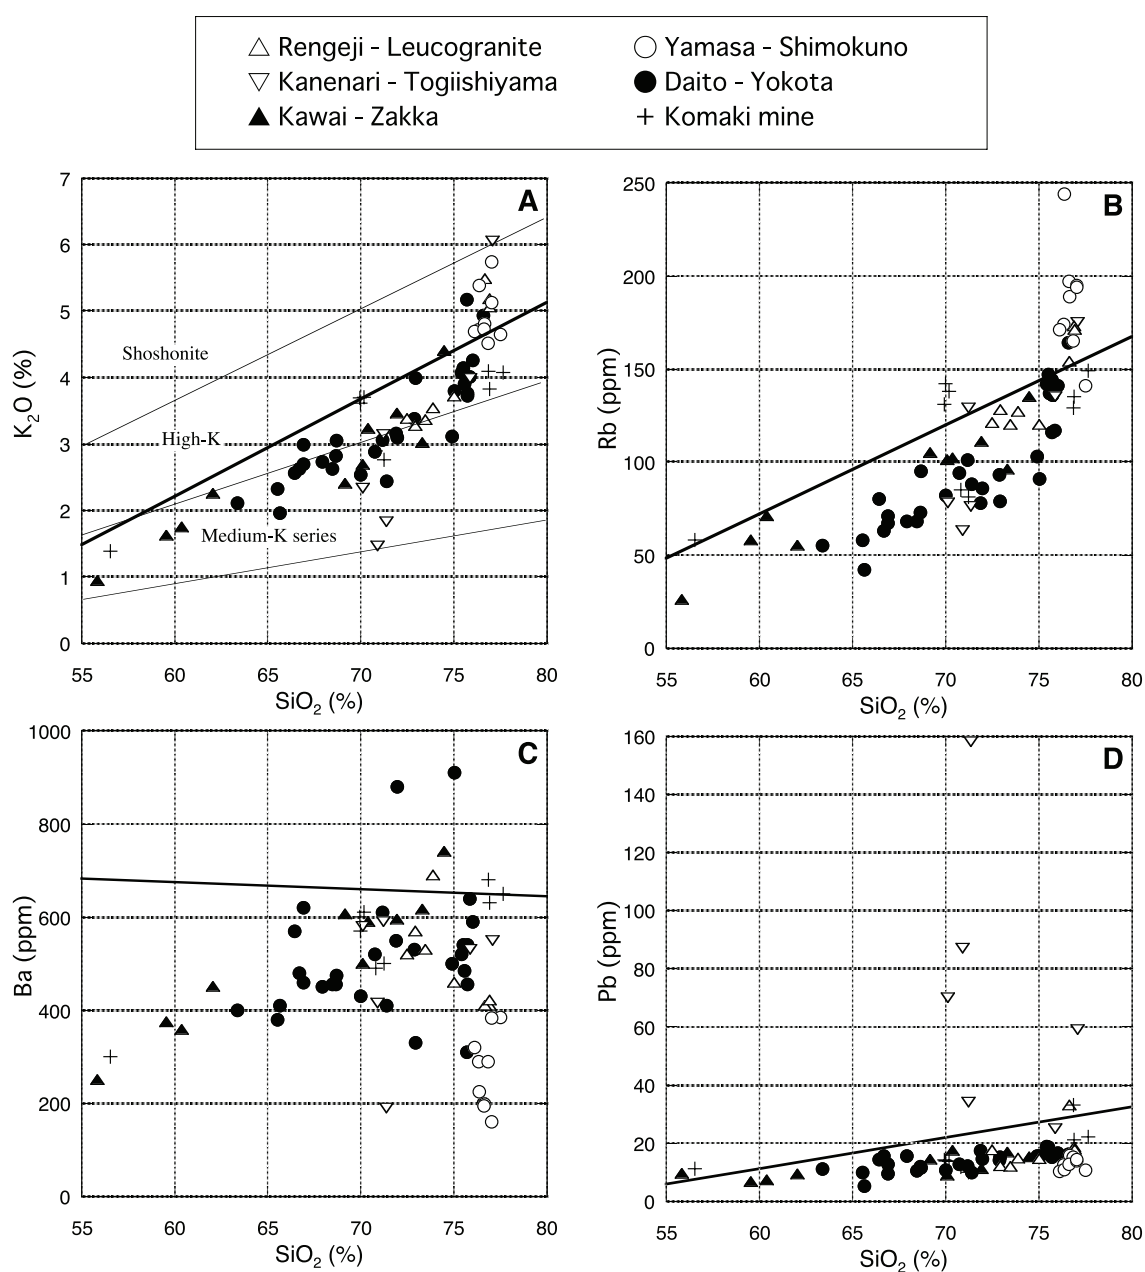 Rengeji - Leucogranite
Yamasa - Shimokuno
Kanenari - Togiishiyama
Daito - Yokota
Kawai - Zakka
Komaki mine
A
7
6
5
4
3
2
1
0
K2O (%)
Shoshonite
High-K
Medium-K series
55 60 65 70 75 80
SiO2 (%)
B
250
200
150
100
50
0
Rb (ppm)
55 60 65 70 75 80
SiO2 (%)
C
1000
800
600
400
200
0
Ba (ppm)
55 60 65 70 75 80
SiO2 (%)
D
160
140
120
100
80
60
40
20
0
Pb (ppm)
55 60 65 70 75 80
SiO2 (%)